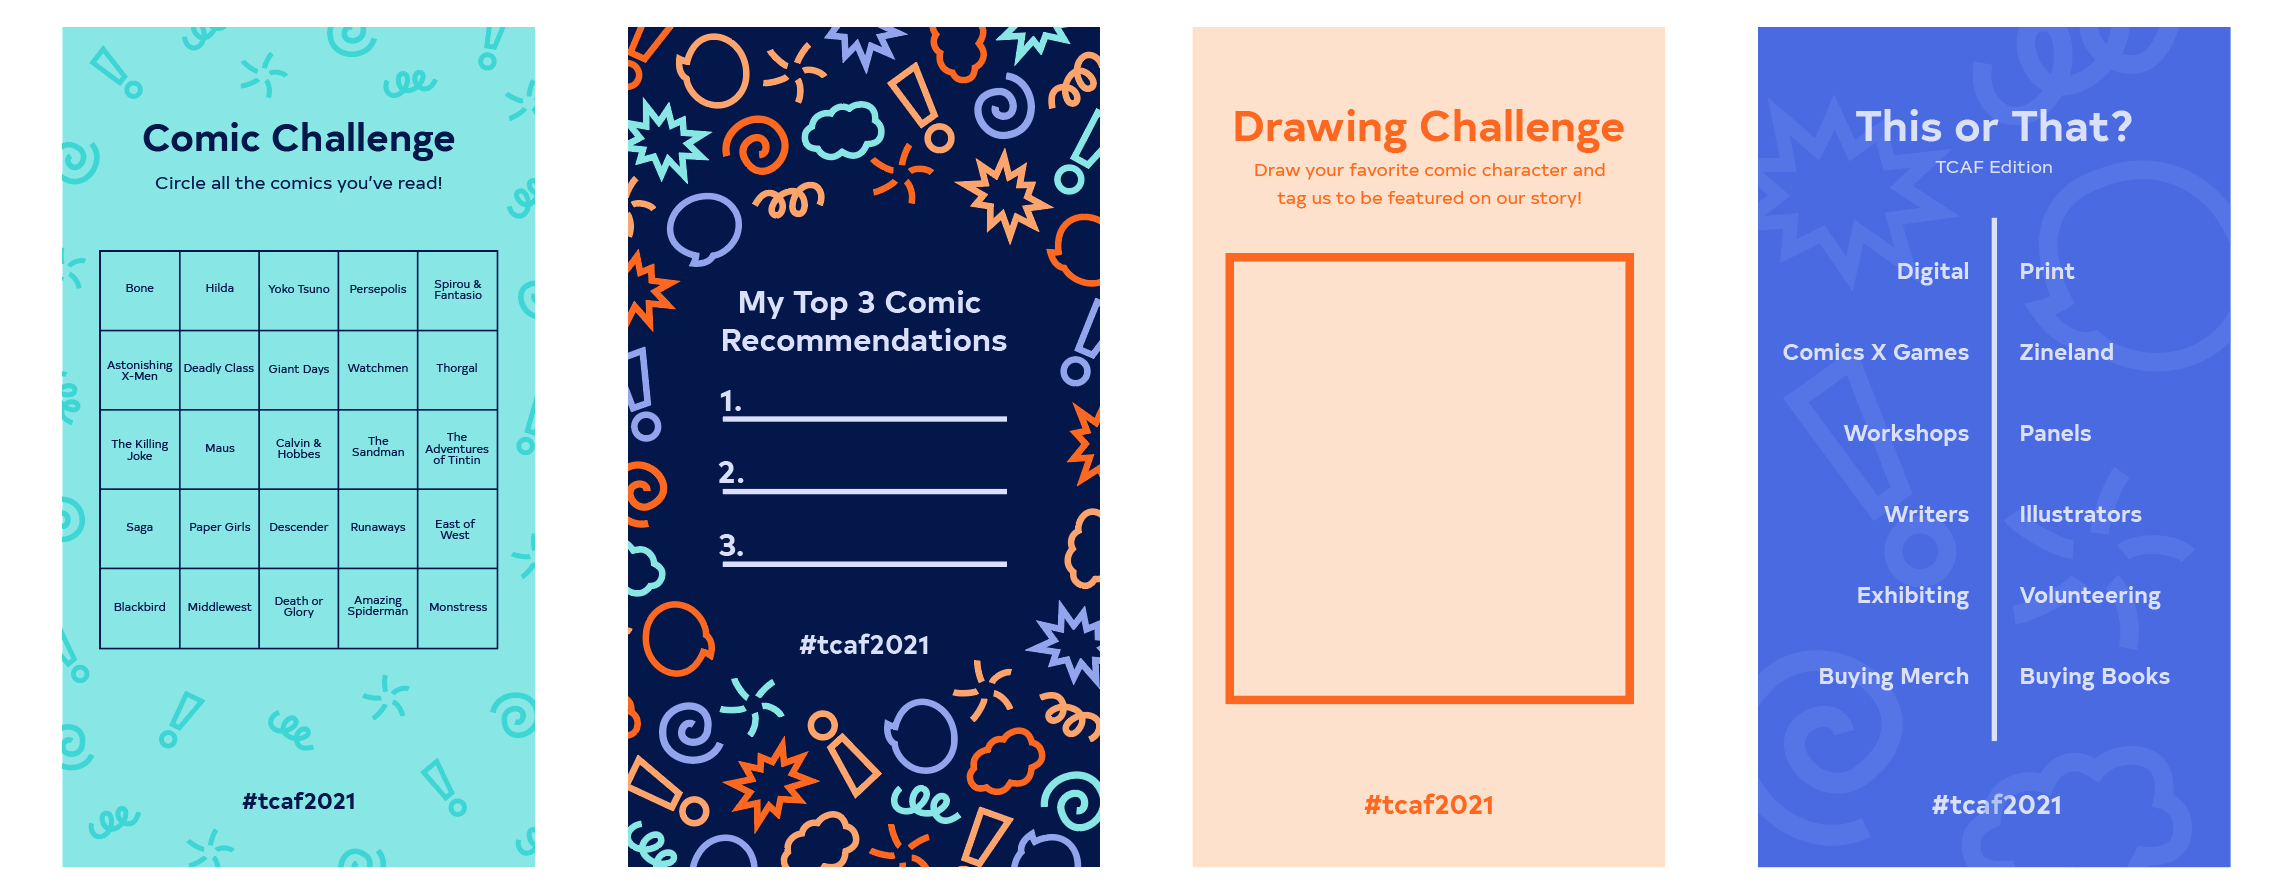 Comic Challenge
Circle all the comics you've read!
Bone
Hilda
Yoko Tsuno
Persepolis
Spirou &
Fantasio
Astonishing
X-Men
Deadly Class
Giant Days
Watchmen
Thorgal
The Killing
Joke
Maus
Calvin &
Hobbes
The
Sandman
The
Adventures
of Tintin
Saga
Paper Girls
Descender
Runaways
East of
West
Blackbird
Middlewest
Death or
Glory
Amazing
Spiderman
Monstress
#tcaf2021
My Top 3 Comic
Recommendations
1.
2.
3.
#tcaf2021
Drawing Challenge
Draw your favorite comic character and
tag us to be featured on our story!
#tcaf2021
This or That?
TCAF Edition
Digital Print
Comics X Games Zineland
Workshops Panels
Writers Illustrators
Exhibiting Volunteering
Buying Merch Buying Books
#tcaf2021